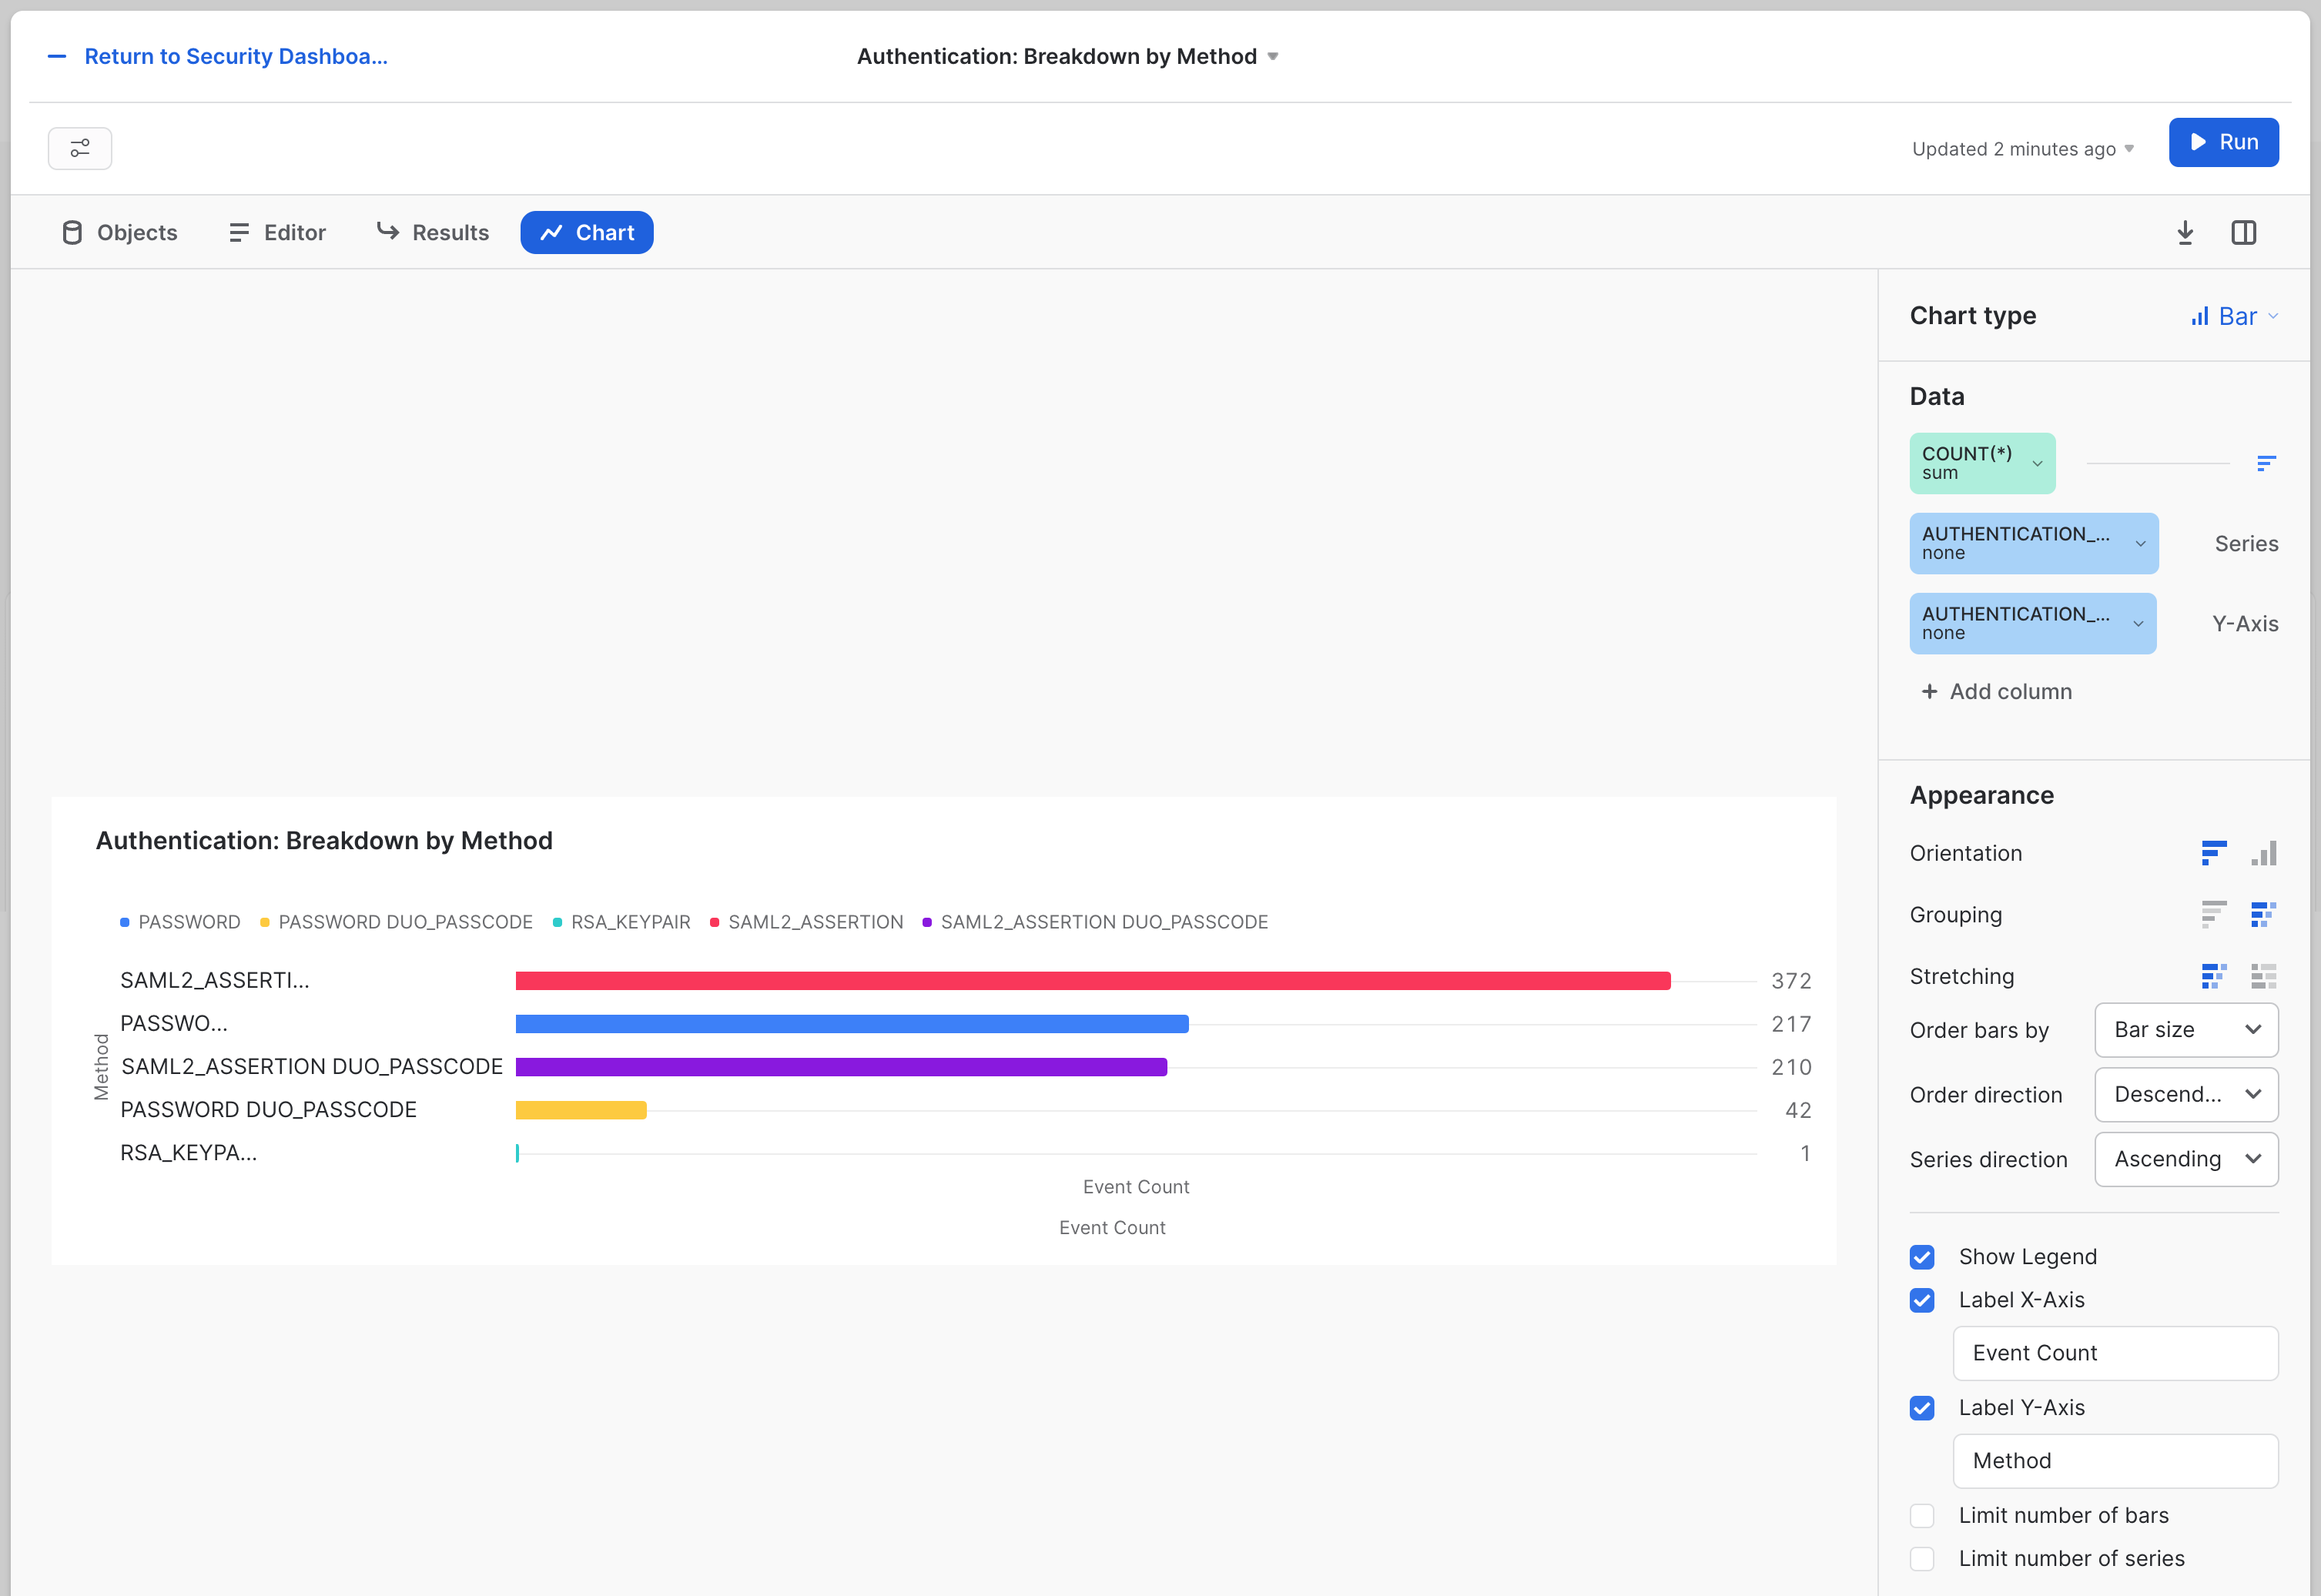 Return to Security Dashboa...
Authentication: Breakdown by Method
Updated 2 minutes ago
Run
Objects
Editor
Results
Chart
Chart type
Bar
Data
COUNT(*)
sum
AUTHENTICATION_...
none
Series
AUTHENTICATION_...
none
Y-Axis
+ Add column
Authentication: Breakdown by Method
PASSWORD PASSWORD DUO_PASSCODE RSA_KEYPAIR SAML2_ASSERTION SAML2_ASSERTION DUO_PASSCODE
Method
SAML2_ASSERTI... 372
PASSWO... 217
SAML2_ASSERTION DUO_PASSCODE 210
PASSWORD DUO_PASSCODE 42
RSA_KEYPA... 1
Event Count
Event Count
Appearance
Orientation
Grouping
Stretching
Order bars by Bar size
Order direction Descend...
Series direction Ascending
Show Legend
Label X-Axis
Event Count
Label Y-Axis
Method
Limit number of bars
Limit number of series